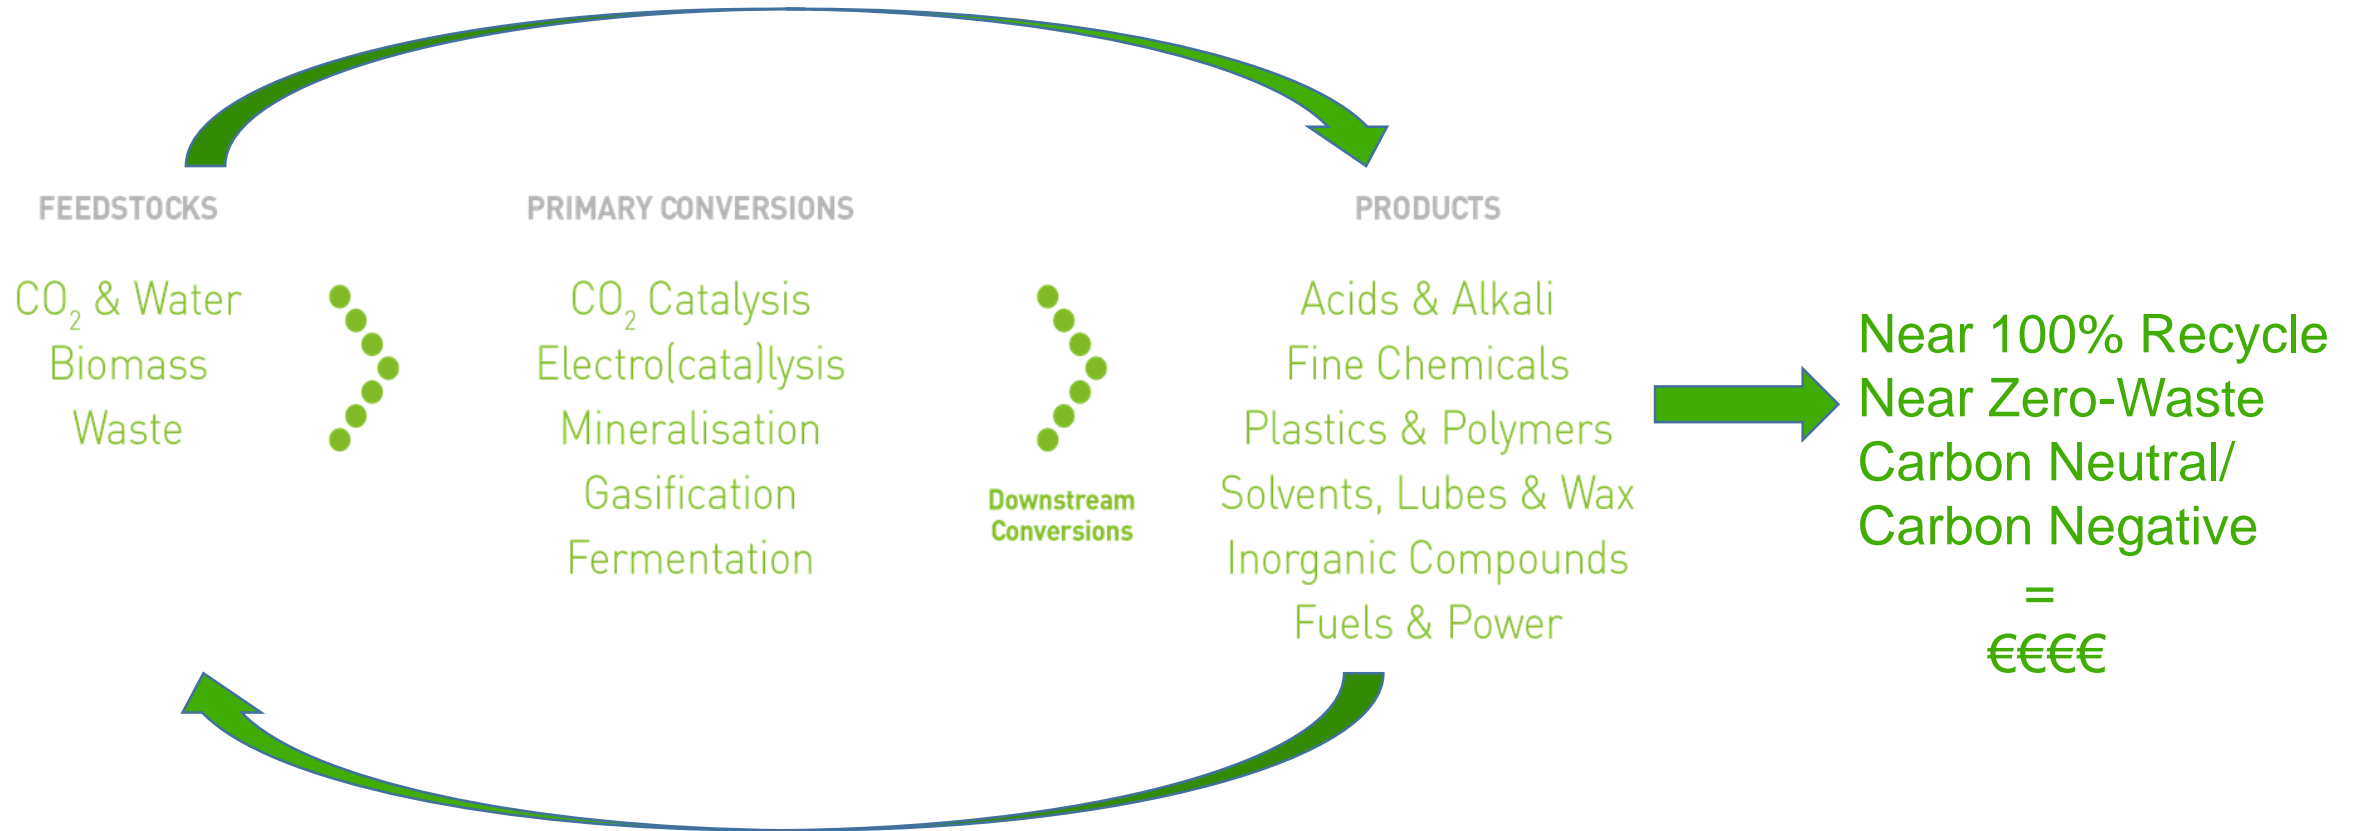 FEEDSTOCKS
CO₂ & Water
Biomass
Waste
PRIMARY CONVERSIONS
CO₂ Catalysis
Electro(cata)lysis
Mineralisation
Gasification
Fermentation
Downstream
Conversions
PRODUCTS
Acids & Alkali
Fine Chemicals
Plastics & Polymers
Solvents, Lubes & Wax
Inorganic Compounds
Fuels & Power
Near 100% Recycle
Near Zero-Waste
Carbon Neutral/
Carbon Negative
=
€€€€